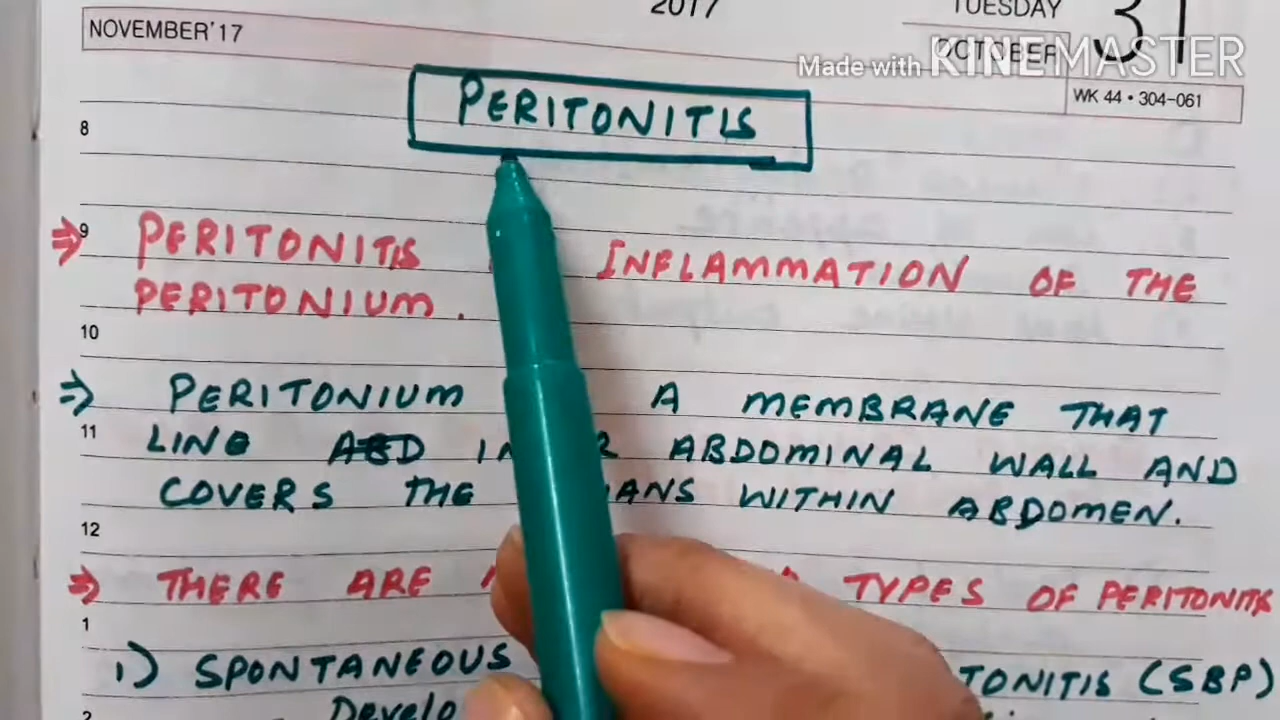 2017
TUESDAY 31
NOVEMBER'17
OCTOBER
Made with KINEMASTER
WK 44 • 304-061
PERITONITIS
8
9
⇒ PERITONITIS INFLAMMATION OF THE
PERITONIUM.
10
⇒ PERITONIUM A MEMBRANE THAT
11
LINE IN ABDOMINAL WALL AND
COVERS THE WITHIN ABDOMEN.
12
⇒ THERE ARE TYPES OF PERITONITIS
1
1) SPONTANEOUS (SBP)
2
Develo